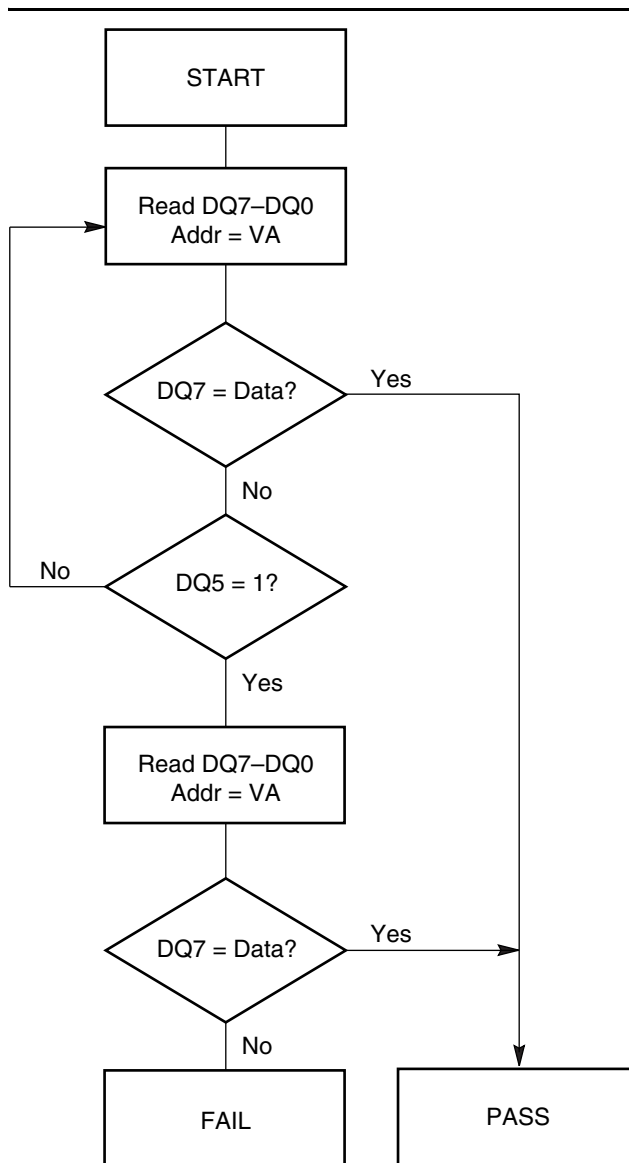 START
Read DQ7–DQ0
Addr = VA
DQ7 = Data?
Yes
No
DQ5 = 1?
No
Yes
Read DQ7–DQ0
Addr = VA
DQ7 = Data?
Yes
No
FAIL
PASS